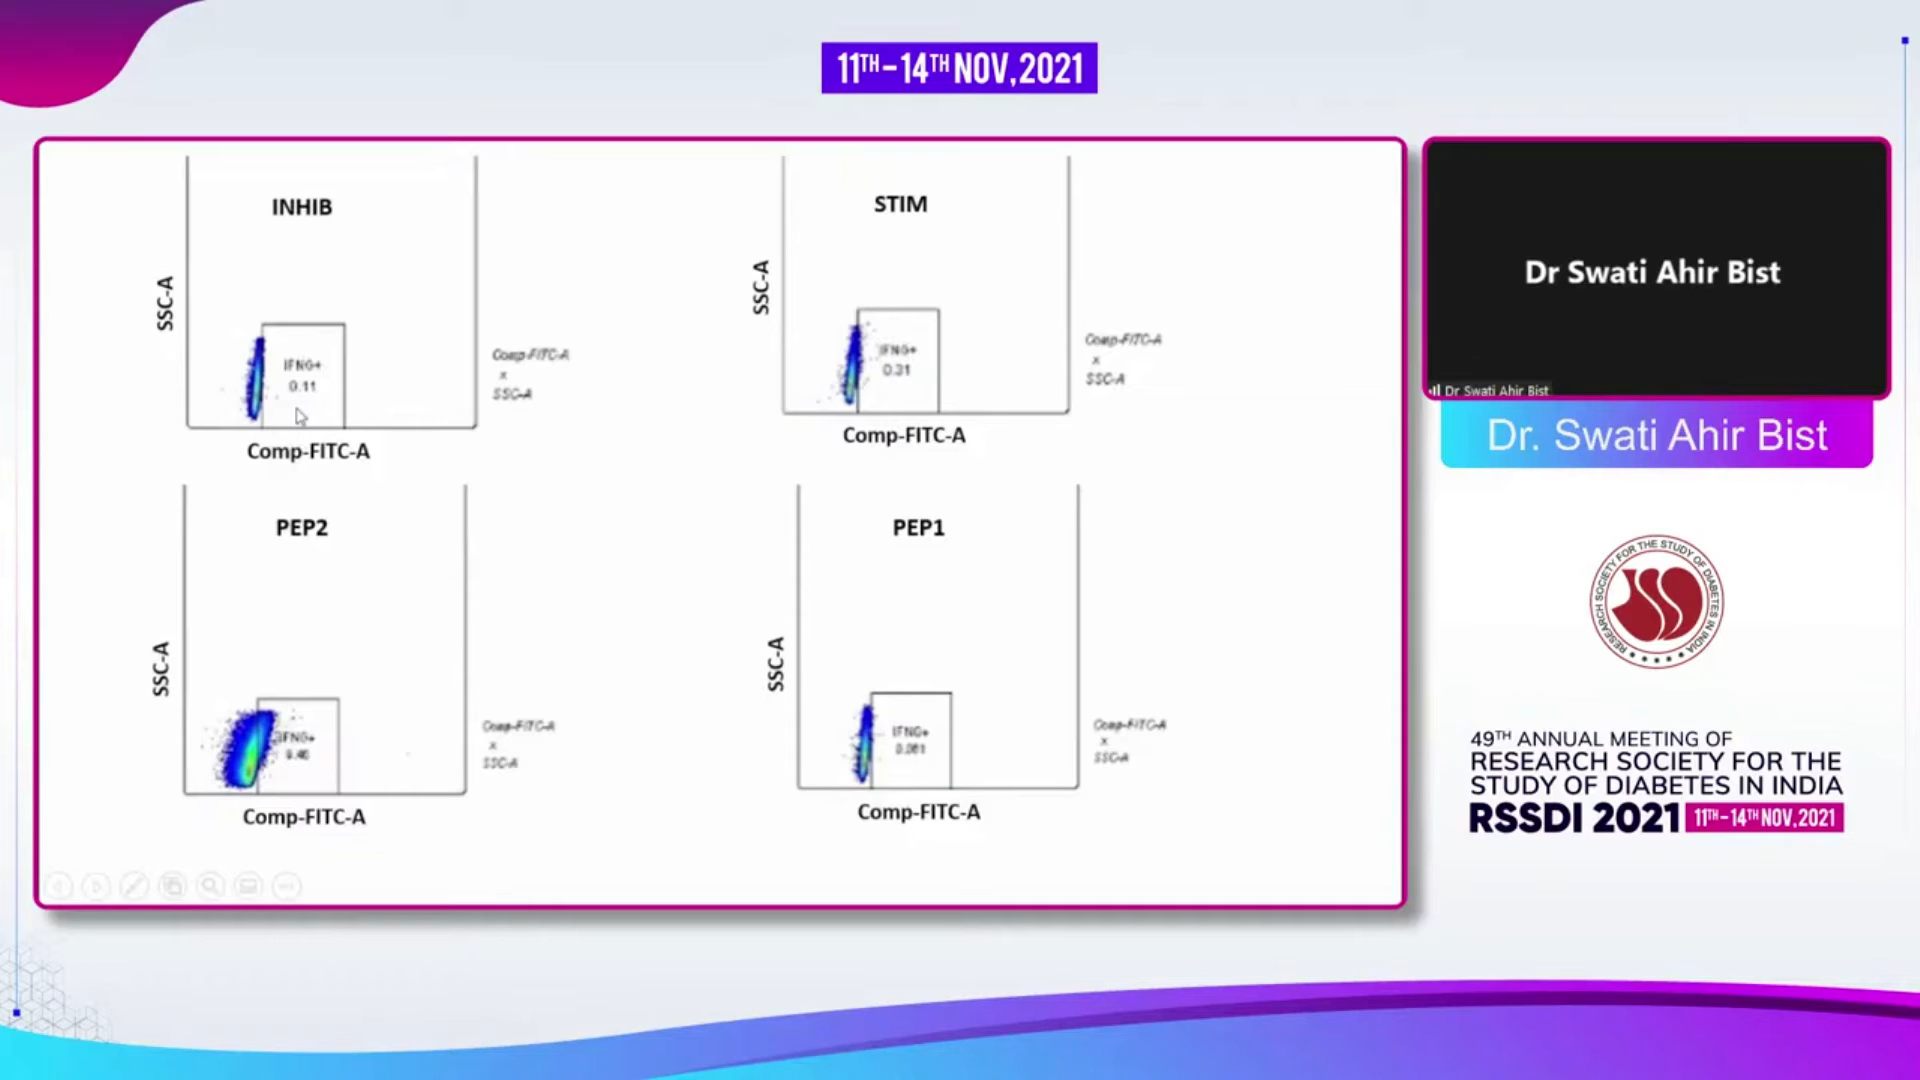 11TH-14TH NOV,2021
INHIB
SSC-A
IFNG+
0.11
Comp-FITC-A
x
SSC-A
Comp-FITC-A
STIM
SSC-A
IFNG+
0.31
Comp-FITC-A
x
SSC-A
Comp-FITC-A
PEP2
SSC-A
IFNG+
Comp-FITC-A
x
SSC-A
Comp-FITC-A
PEP1
SSC-A
IFNG+
Comp-FITC-A
x
SSC-A
Comp-FITC-A
Dr Swati Ahir Bist
Dr Swati Ahir Bist
Dr. Swati Ahir Bist
RESEARCH SOCIETY FOR THE STUDY OF DIABETES IN INDIA
49TH ANNUAL MEETING OF
RESEARCH SOCIETY FOR THE
STUDY OF DIABETES IN INDIA
RSSDI 2021 11TH-14TH NOV,2021